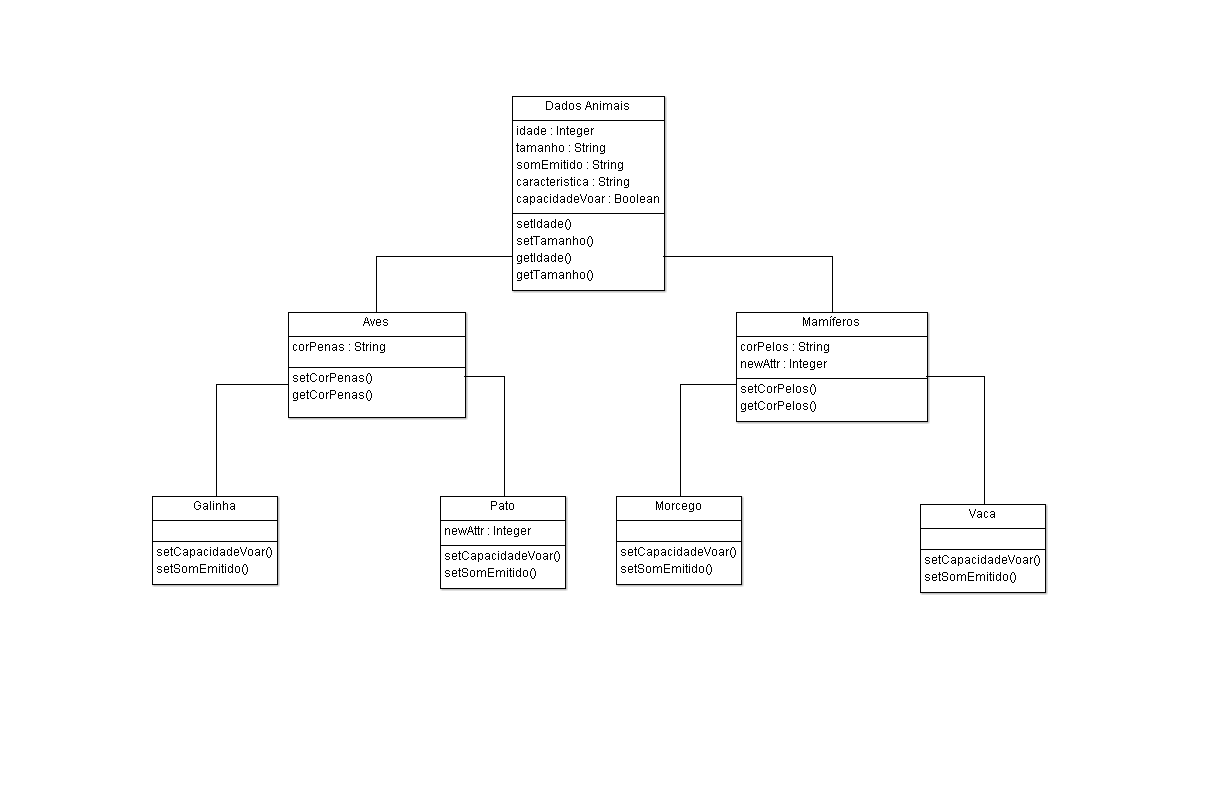 Dados Animais
idade : Integer
tamanho : String
somEmitido : String
caracteristica : String
capacidadeVoar : Boolean
setIdade()
setTamanho()
getIdade()
getTamanho()
Aves
corPenas : String
setCorPenas()
getCorPenas()
Mamíferos
corPelos : String
newAttr : Integer
setCorPelos()
getCorPelos()
Galinha
setCapacidadeVoar()
setSomEmitido()
Pato
newAttr : Integer
setCapacidadeVoar()
setSomEmitido()
Morcego
setCapacidadeVoar()
setSomEmitido()
Vaca
setCapacidadeVoar()
setSomEmitido()